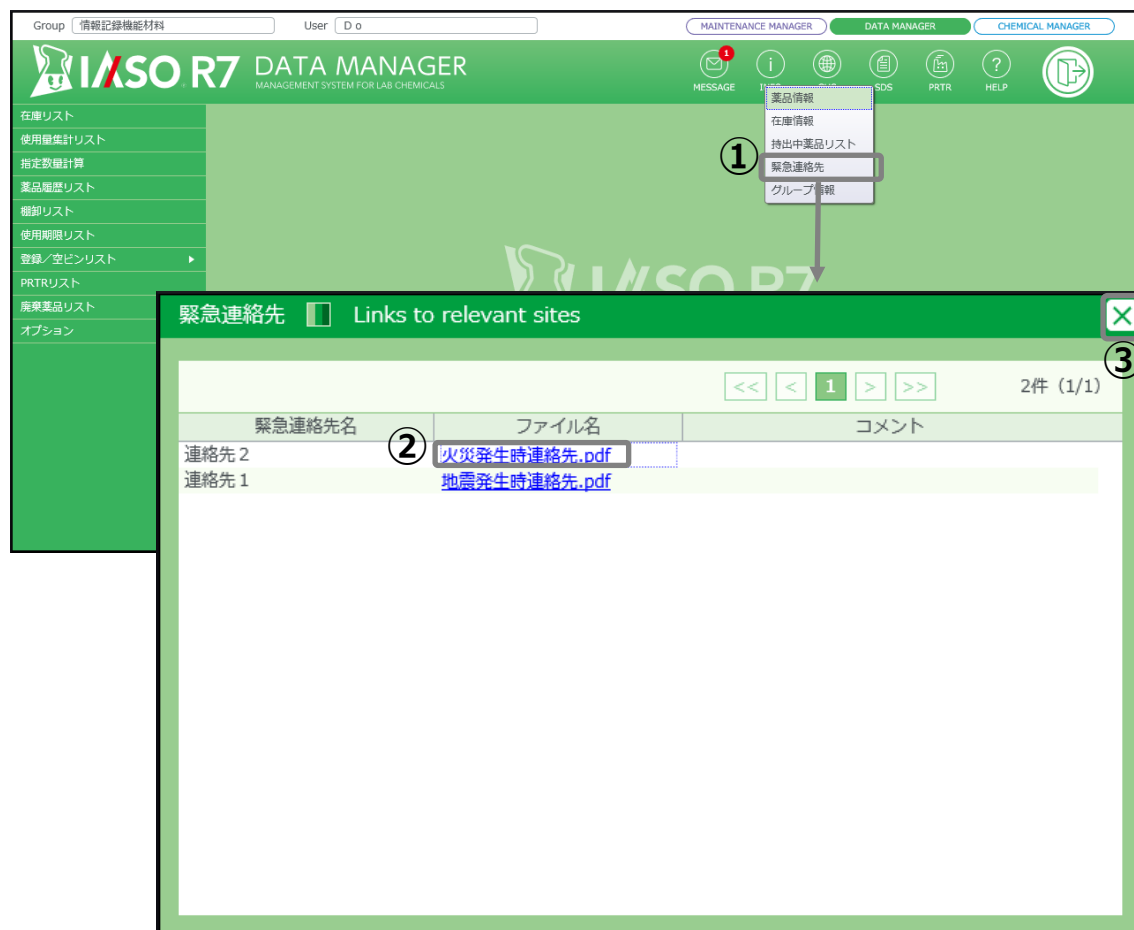 Group 情報記録機能材料 User D o MAINTENANCE MANAGER DATA MANAGER CHEMICAL MANAGER
IASO R7 DATA MANAGER
MANAGEMENT SYSTEM FOR LAB CHEMICALS
1
MESSAGE SDS PRTR HELP
在庫リスト
使用量集計リスト
指定数量計算
薬品履歴リスト
棚卸リスト
使用期限リスト
登録／空ビンリスト
PRTRリスト
廃棄薬品リスト
オプション
薬品情報
在庫情報
持出中薬品リスト
① 緊急連絡先
グループ情報
IASO R7
緊急連絡先 Links to relevant sites
③
<< < 1 > >> 2件 (1/1)
緊急連絡先名 ファイル名 コメント
連絡先２ ② 火災発生時連絡先.pdf
連絡先１ 地震発生時連絡先.pdf